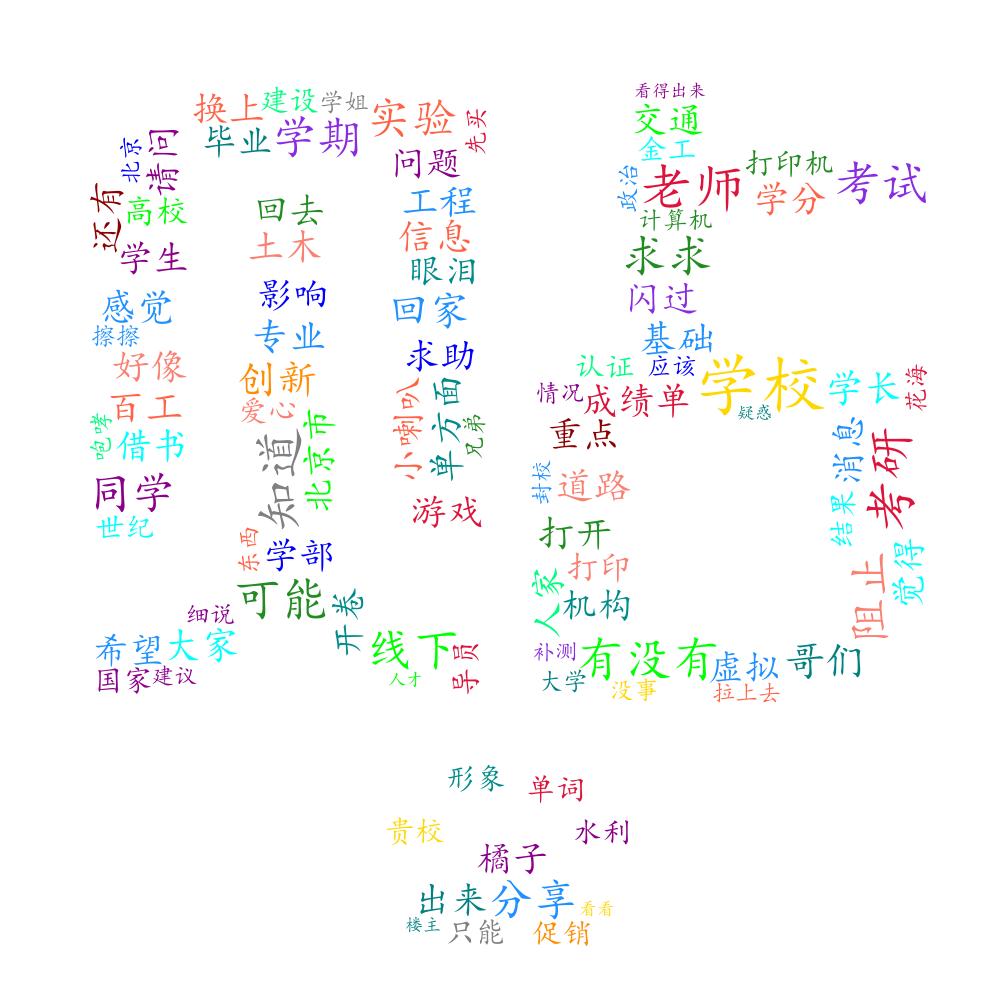 换上
建设
学姐
实验
先买
毕业
学期
问题
北京
请问
还有
高校
学生
回去
土木
工程
信息
眼泪
感觉
擦擦
影响
专业
回家
求助
好像
百工
咆哮
借书
同学
世纪
创新
爱心
知道
北京市
小喇叭
单方面
兄弟
游戏
东西
学部
可能
开卷
细说
希望
大家
国家
建议
线下
导员
人才
看得出来
交通
金工
政治
老师
打印机
学分
考试
计算机
求求
闪过
基础
认证
应该
学校
学长
花海
情况
成绩单
疑惑
重点
消息
考研
封校
道路
结果
打开
打印
人家
机构
阻止
觉得
补测
有没有
虚拟
哥们
大学
没事
拉上去
形象
单词
贵校
水利
橘子
出来
分享
看看
楼主
只能
促销